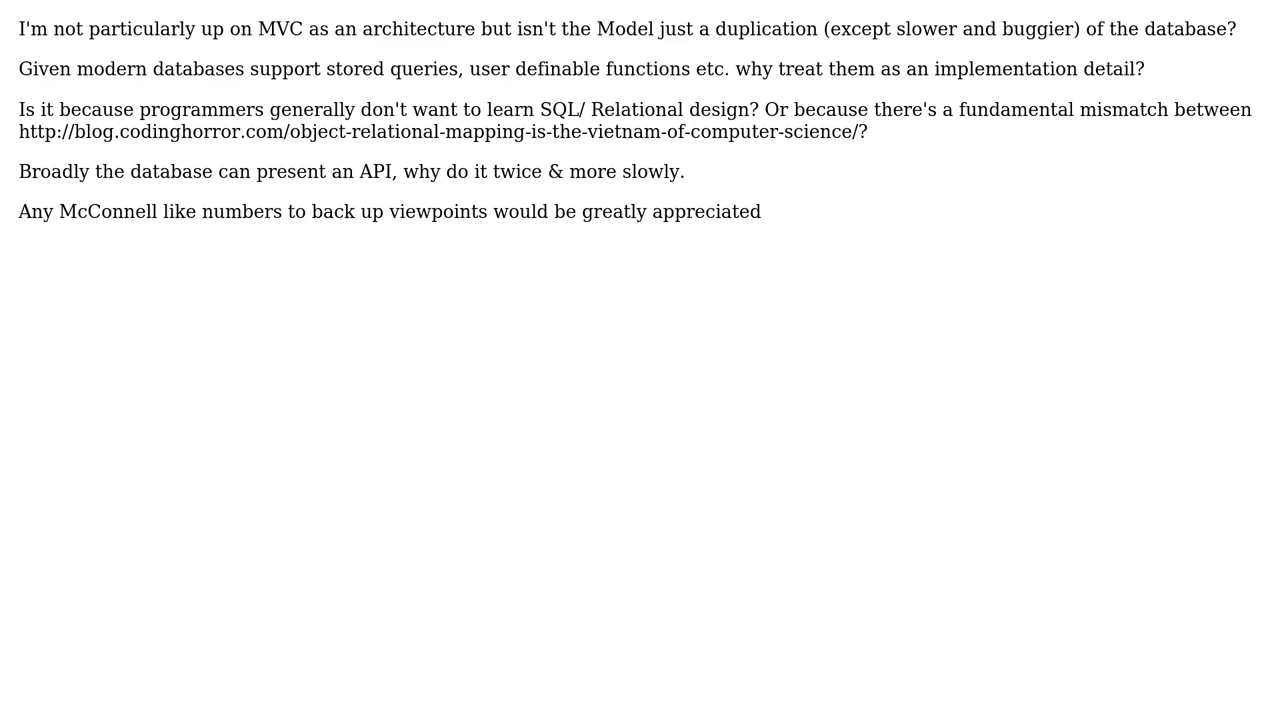 I'm not particularly up on MVC as an architecture but isn't the Model just a duplication (except slower and buggier) of the database?
Given modern databases support stored queries, user definable functions etc. why treat them as an implementation detail?
Is it because programmers generally don't want to learn SQL/ Relational design? Or because there's a fundamental mismatch between
http://blog.codinghorror.com/object-relational-mapping-is-the-vietnam-of-computer-science/?
Broadly the database can present an API, why do it twice & more slowly.
Any McConnell like numbers to back up viewpoints would be greatly appreciated